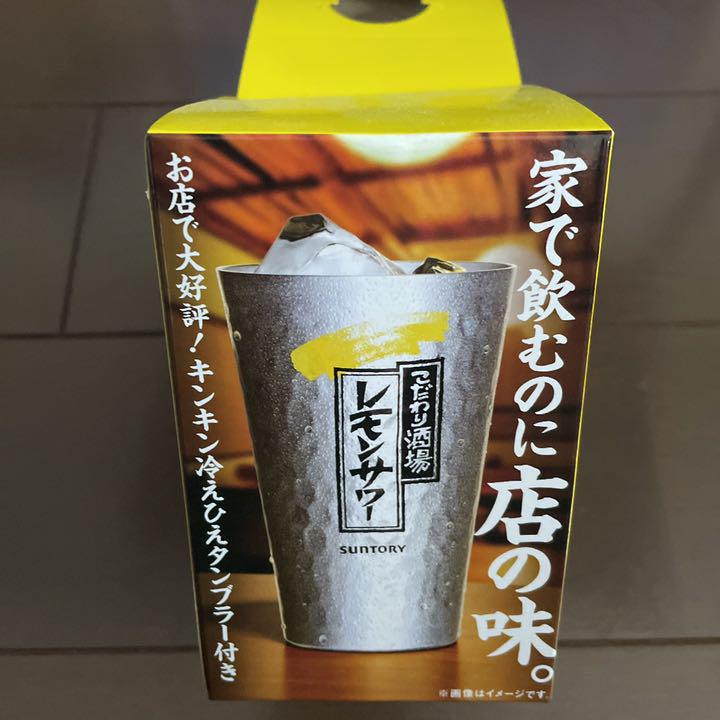 家で飲むのに店の味。
こだわり酒場
レモンサワー
SUNTORY
お店で大好評！キンキン冷えひえタンブラー付き
※画像はイメージです。